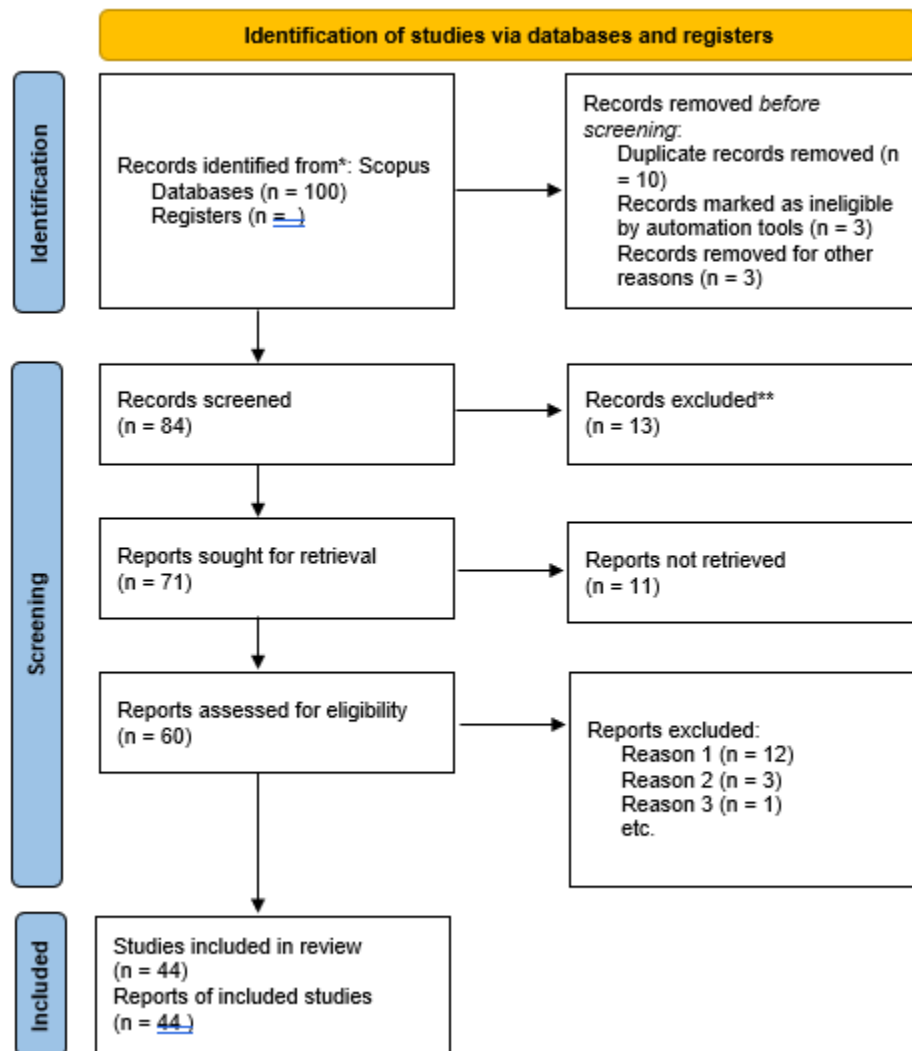 Identification of studies via databases and registers
Identification
Records identified from*: Scopus
Databases (n = 100)
Registers (n = )
Records removed before
screening:
Duplicate records removed (n
= 10)
Records marked as ineligible
by automation tools (n = 3)
Records removed for other
reasons (n = 3)
Screening
Records screened
(n = 84)
Records excluded**
(n = 13)
Reports sought for retrieval
(n = 71)
Reports not retrieved
(n = 11)
Reports assessed for eligibility
(n = 60)
Reports excluded:
Reason 1 (n = 12)
Reason 2 (n = 3)
Reason 3 (n = 1)
etc.
Included
Studies included in review
(n = 44)
Reports of included studies
(n = 44 )